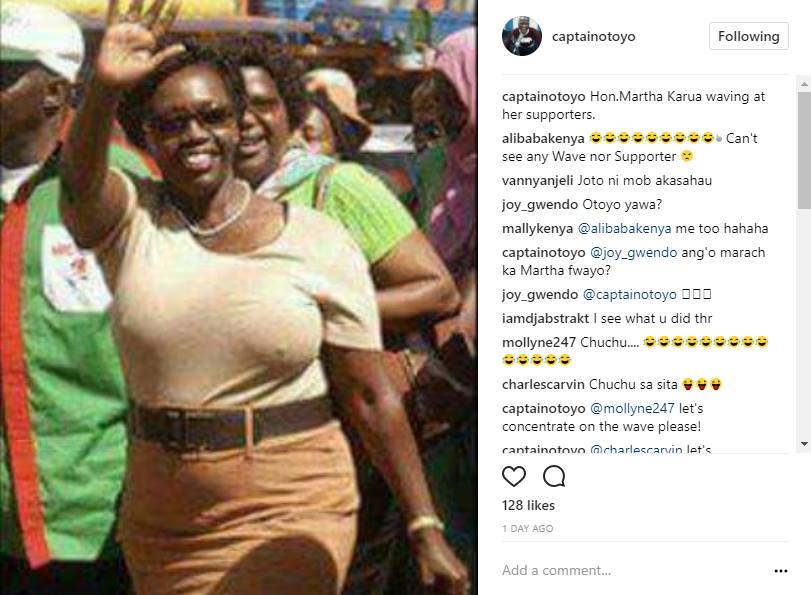 captainotoyo
Following
captainotoyo Hon.Martha Karua waving at
her supporters.
alibabakenya 😂😂😂😂😂😂😂😂😂👆 Can't
see any Wave nor Supporter 😏
vannyanjeli Joto ni mob akasahau
joy_gwendo Otoyo yawa?
mallykenya @alibabakenya me too hahaha
captainotoyo @joy_gwendo ang'o marach
ka Martha fwayo?
joy_gwendo @captainotoyo □□□
iamdjabstrakt I see what u did thr
mollyne247 Chuchu.... 😂😂😂😂😂😂😂😂😂
😂😂😂😂😂
charlescarvin Chuchu sa sita 😜😜😜
captainotoyo @mollyne247 let's
concentrate on the wave please!
captainotoyo @charlescarvin let's
128 likes
1 DAY AGO
Add a comment...